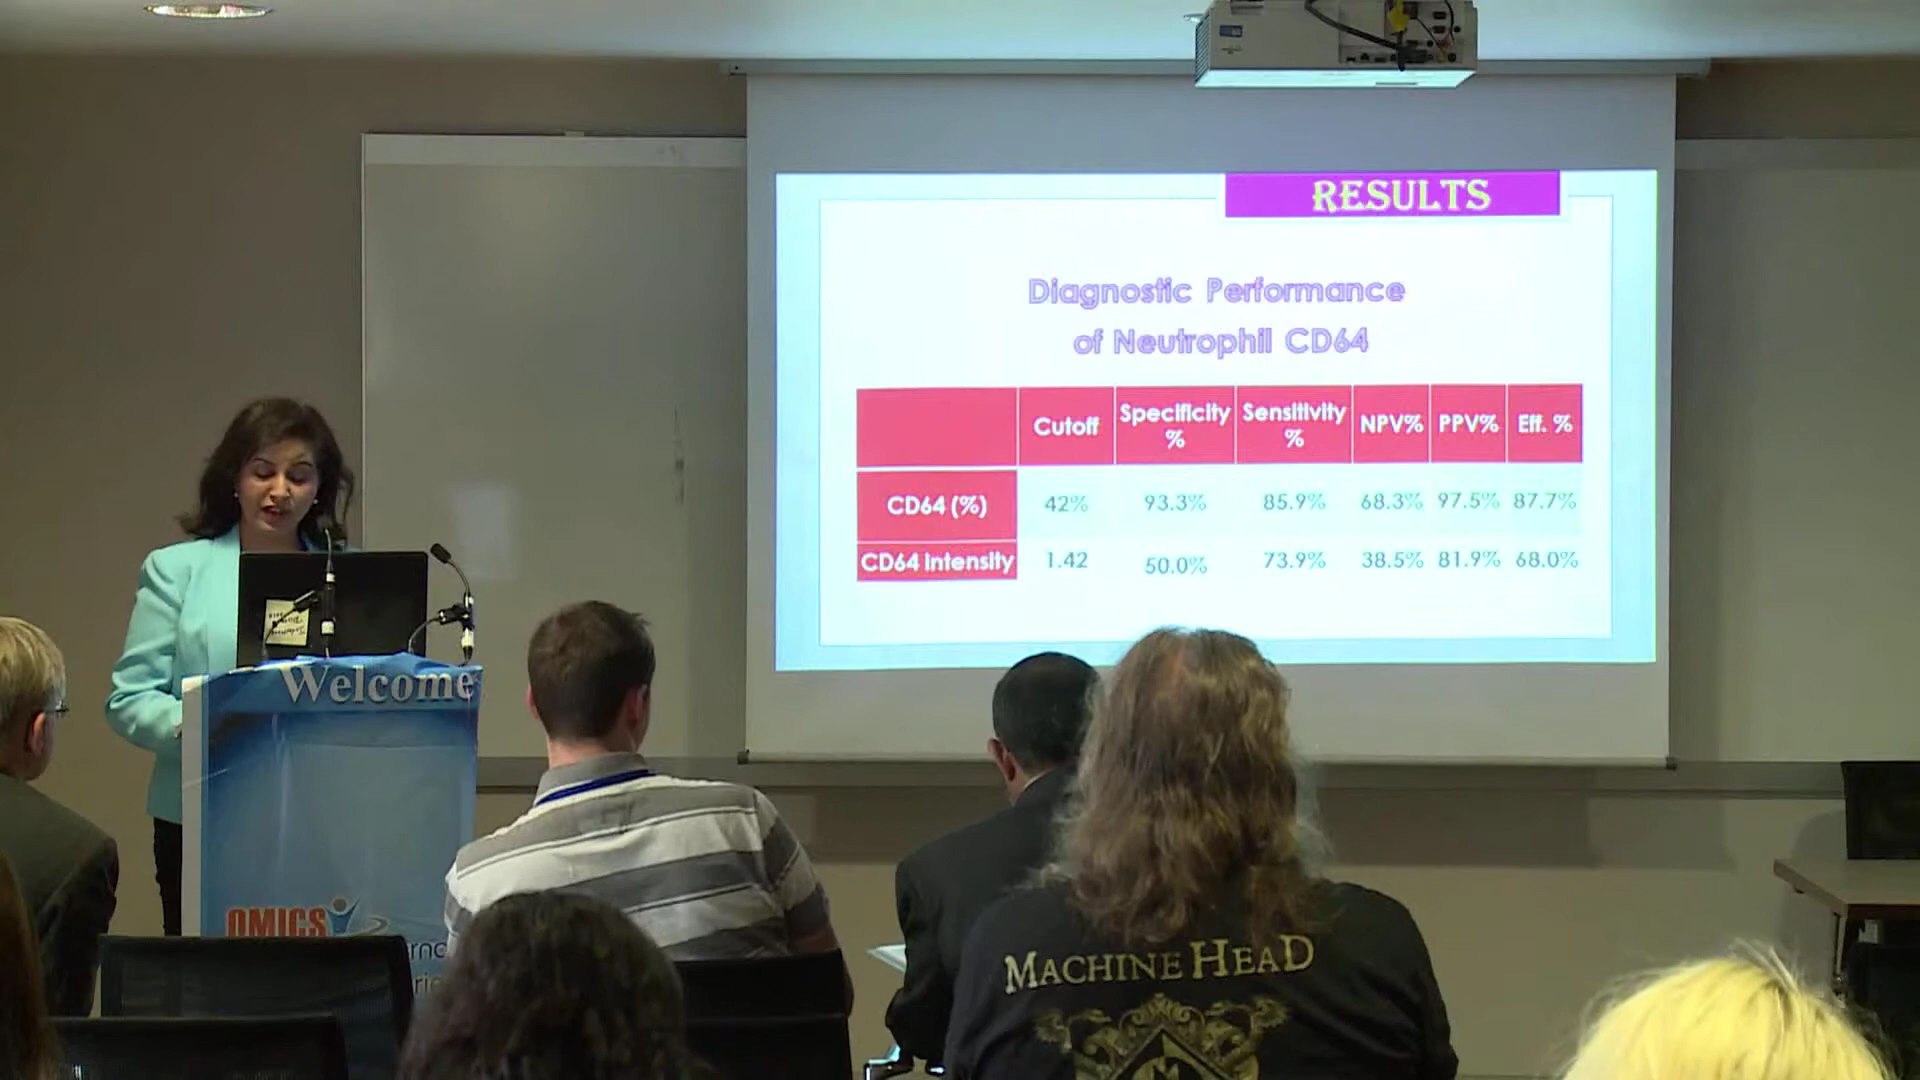 RESULTS
Diagnostic Performance
of Neutrophil CD64
Cutoff Specificity % Sensitivity % NPV% PPV% Eff. %
CD64 (%) 42% 93.3% 85.9% 68.3% 97.5% 87.7%
CD64 intensity 1.42 50.0% 73.9% 38.5% 81.9% 68.0%
Welcome
OMICS
MACHINE HEAD